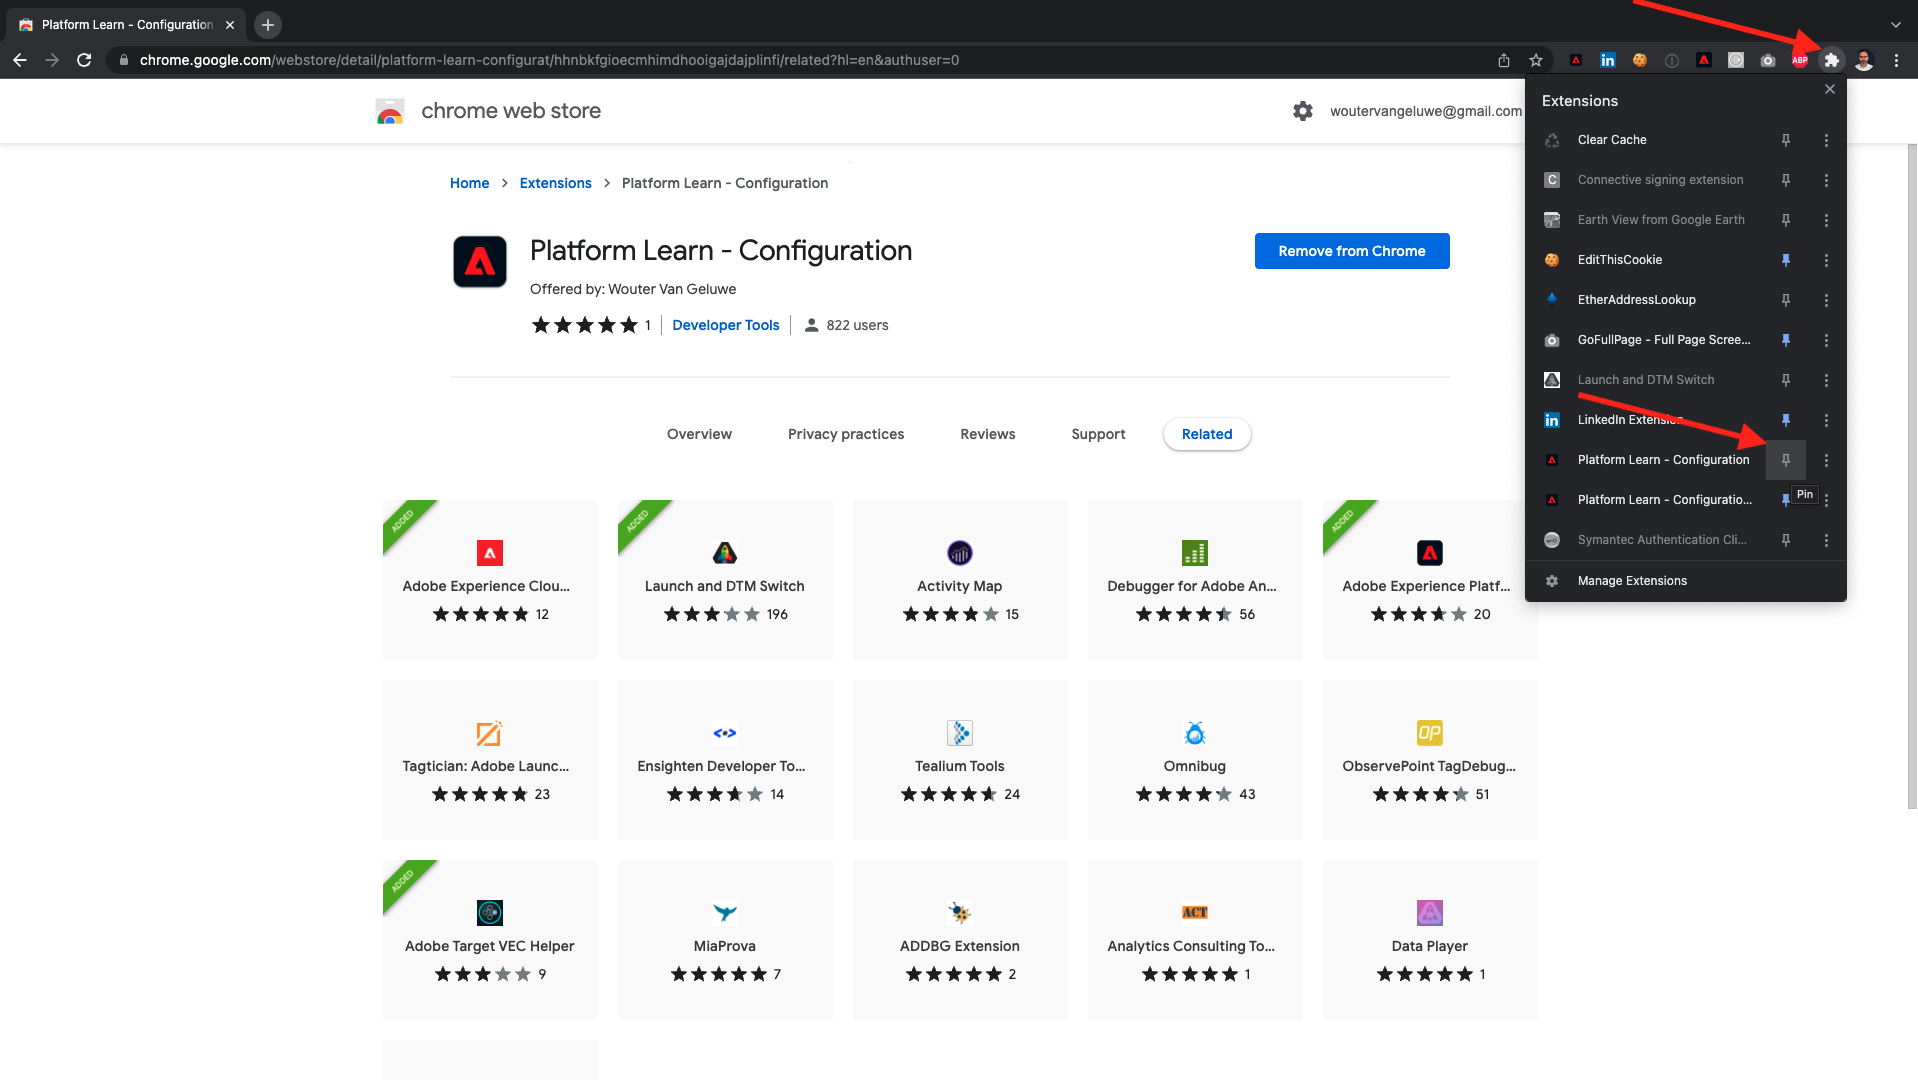 Platform Learn - Configuration
chrome.google.com/webstore/detail/platform-learn-configurat/hhnbkfgioecmhimdhooigajdajplinfi/related?hl=en&authuser=0
ABP
chrome web store
woutervangeluwe@gmail.com
Home > Extensions > Platform Learn - Configuration
Platform Learn - Configuration
Remove from Chrome
Offered by: Wouter Van Geluwe
1
Developer Tools
822 users
Overview
Privacy practices
Reviews
Support
Related
ADDED
Adobe Experience Clou...
12
ADDED
Launch and DTM Switch
196
Activity Map
15
Debugger for Adobe An...
56
ADDED
Adobe Experience Platf...
20
Tagtician: Adobe Launc...
23
Ensighten Developer To...
14
Tealium Tools
24
Omnibug
43
OP
ObservePoint TagDebug...
51
ADDED
Adobe Target VEC Helper
9
MiaProva
7
ADDBG Extension
2
ACT
Analytics Consulting To...
1
Data Player
1
Extensions
Clear Cache
C
Connective signing extension
Earth View from Google Earth
EditThisCookie
EtherAddressLookup
GoFullPage - Full Page Scree...
Launch and DTM Switch
in
LinkedIn Extension
Platform Learn - Configuration
Pin
Platform Learn - Configuratio...
Symantec Authentication Cli...
Manage Extensions